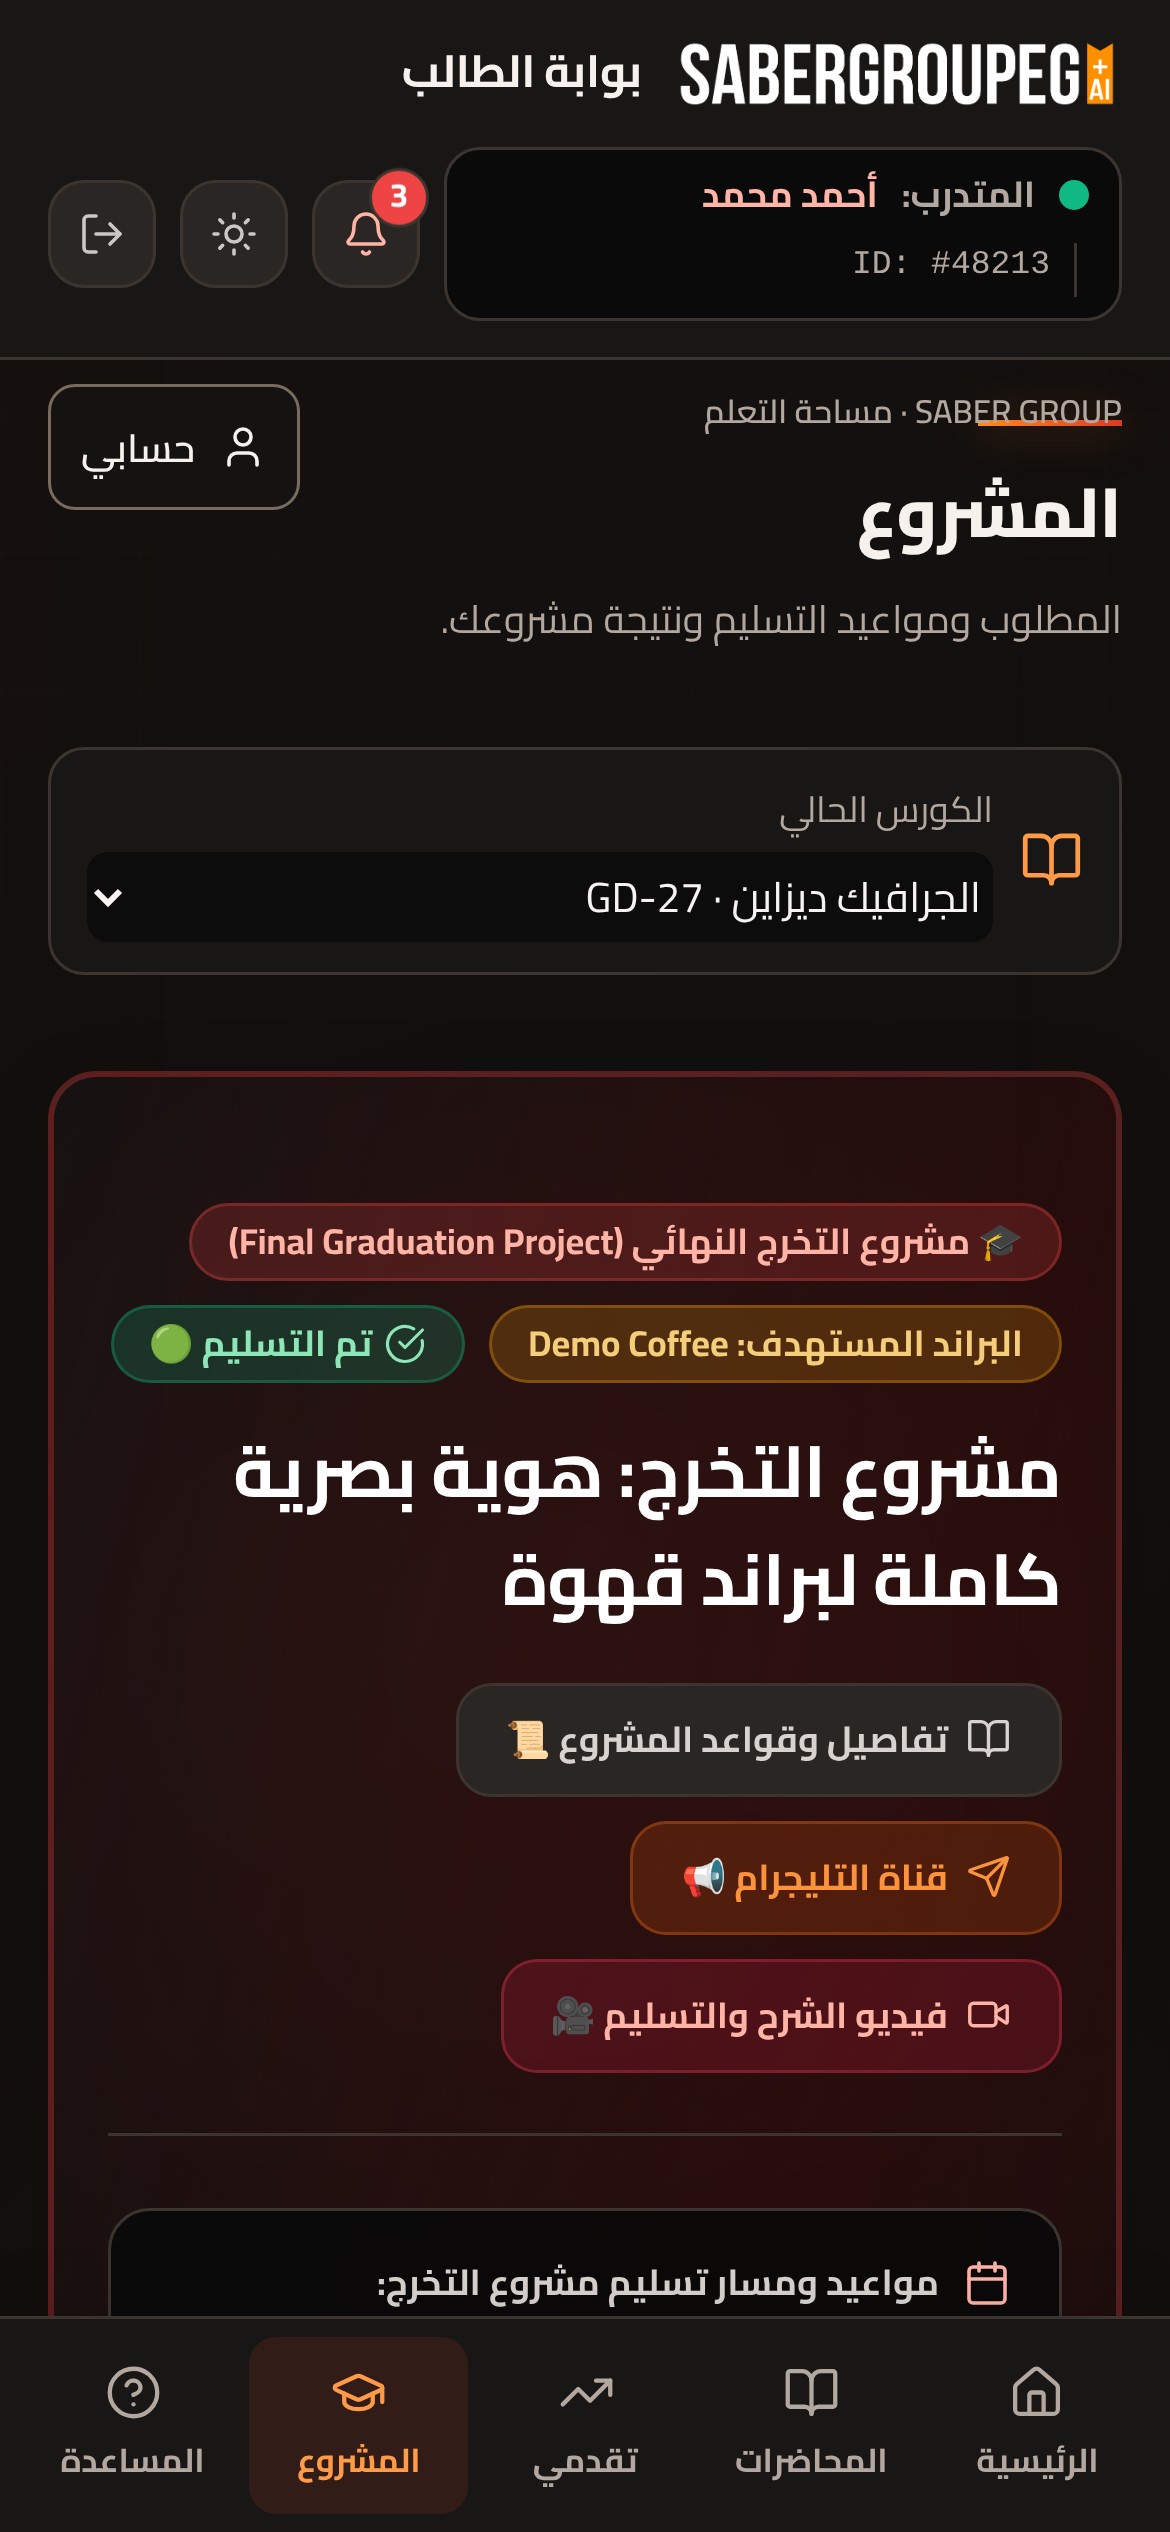 SABERGROUPEG +AI بوابة الطالب
المتدرب: أحمد محمد
ID: #48213
3
SABER GROUP · مساحة التعلم
حسابي
المشروع
المطلوب ومواعيد التسليم ونتيجة مشروعك.
الكورس الحالي
الجرافيك ديزاين · GD-27
🎓 مشروع التخرج النهائي (Final Graduation Project)
البراند المستهدف: Demo Coffee
تم التسليم 🟢
مشروع التخرج: هوية بصرية
كاملة لبراند قهوة
تفاصيل وقواعد المشروع 📜
قناة التليجرام 📢
فيديو الشرح والتسليم 🎥
مواعيد ومسار تسليم مشروع التخرج:
الرئيسية
المحاضرات
تقدمي
المشروع
المساعدة